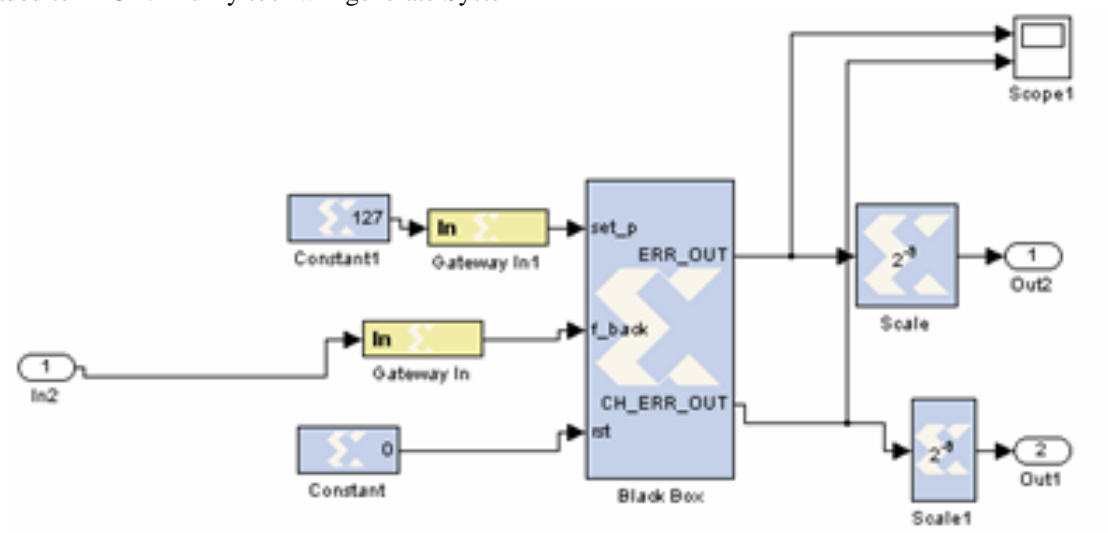 Scope1
127
Constant1
In
Gateway In1
set_p
ERR_OUT
2^-8
Scale
1
Out2
In
Gateway In
f_back
1
In2
CH_ERR_OUT
0
Constant
rst
Black Box
2^-8
Scale1
2
Out1